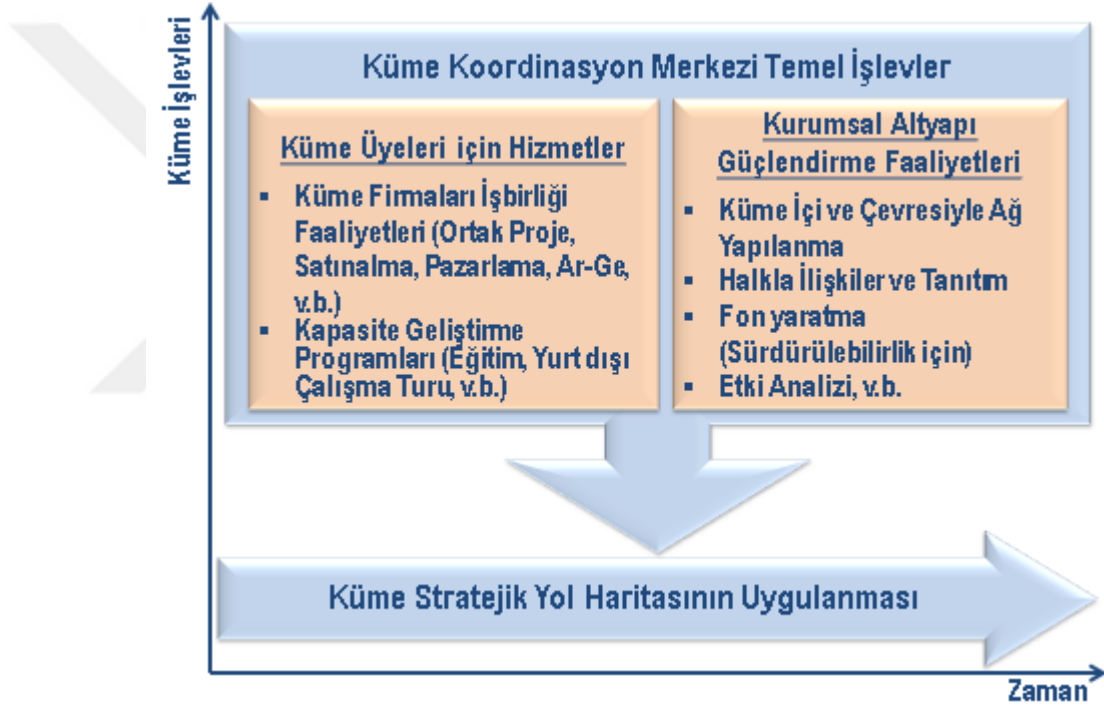 Küme İşlevleri
Küme Koordinasyon Merkezi Temel İşlevler
Küme Üyeleri için Hizmetler
▪ Küme Firmaları İşbirliği
Faaliyetleri (Ortak Proje,
Satınalma, Pazarlama, Ar-Ge,
v.b.)
▪ Kapasite Geliştirme
Programları (Eğitim, Yurt dışı
Çalışma Turu, v.b.)
Kurumsal Altyapı
Güçlendirme Faaliyetleri
▪ Küme İçi ve Çevresiyle Ağ
Yapılanma
▪ Halkla İlişkiler ve Tanıtım
▪ Fon yaratma
(Sürdürülebilirlik için)
▪ Etki Analizi, v.b.
Küme Stratejik Yol Haritasının Uygulanması
Zaman